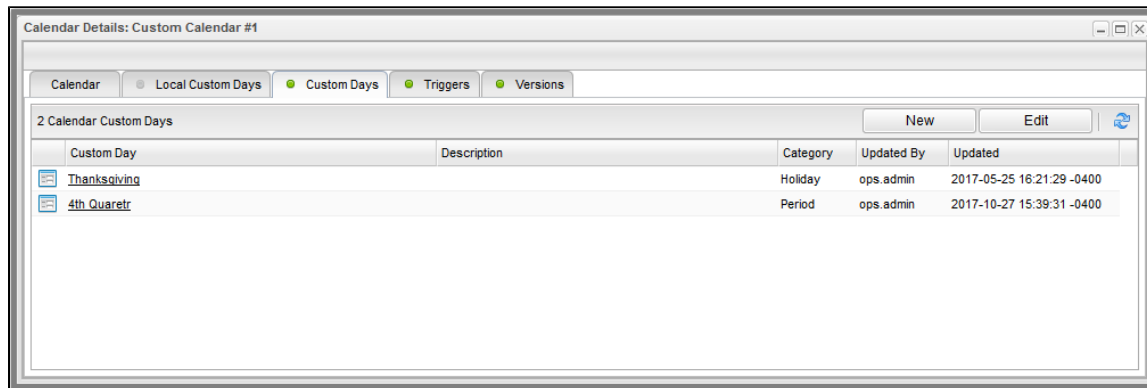 Calendar Details: Custom Calendar #1
Calendar Local Custom Days Custom Days Triggers Versions
2 Calendar Custom Days New Edit
Custom Day Description Category Updated By Updated
Thanksgiving Holiday ops.admin 2017-05-25 16:21:29 -0400
4th Quaretr Period ops.admin 2017-10-27 15:39:31 -0400